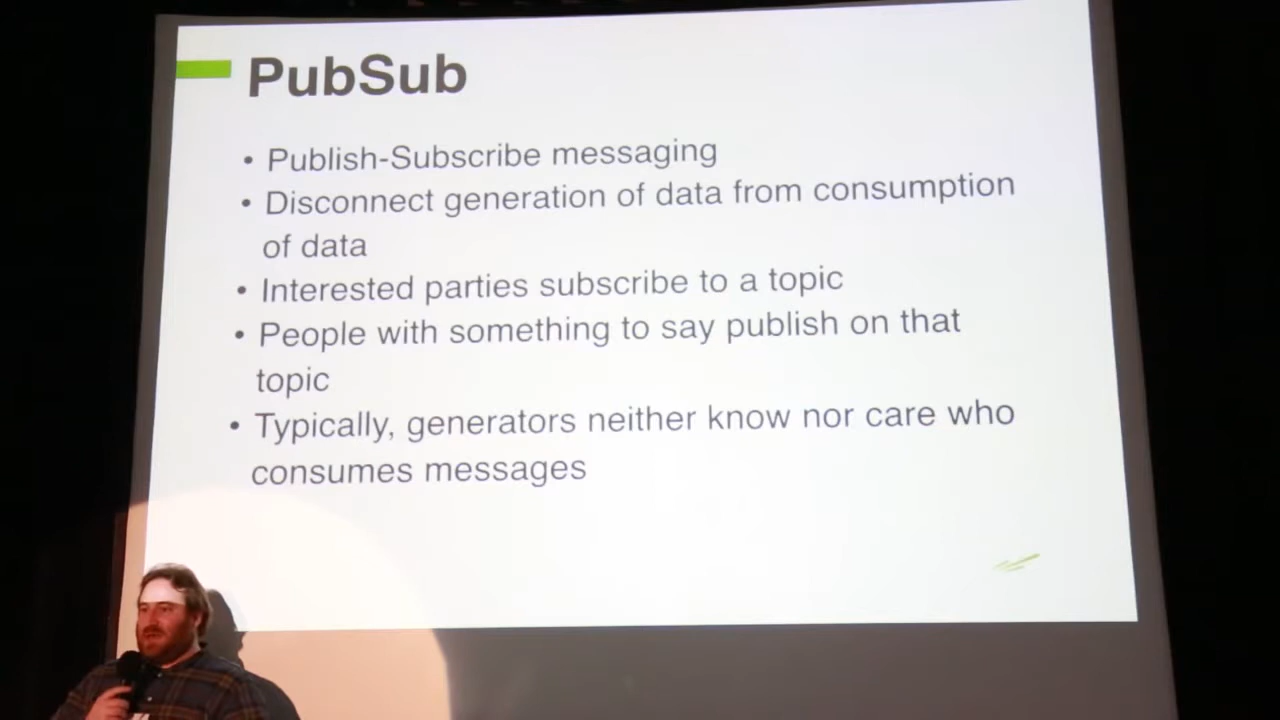 PubSub
• Publish-Subscribe messaging
• Disconnect generation of data from consumption
of data
• Interested parties subscribe to a topic
• People with something to say publish on that
topic
• Typically, generators neither know nor care who
consumes messages